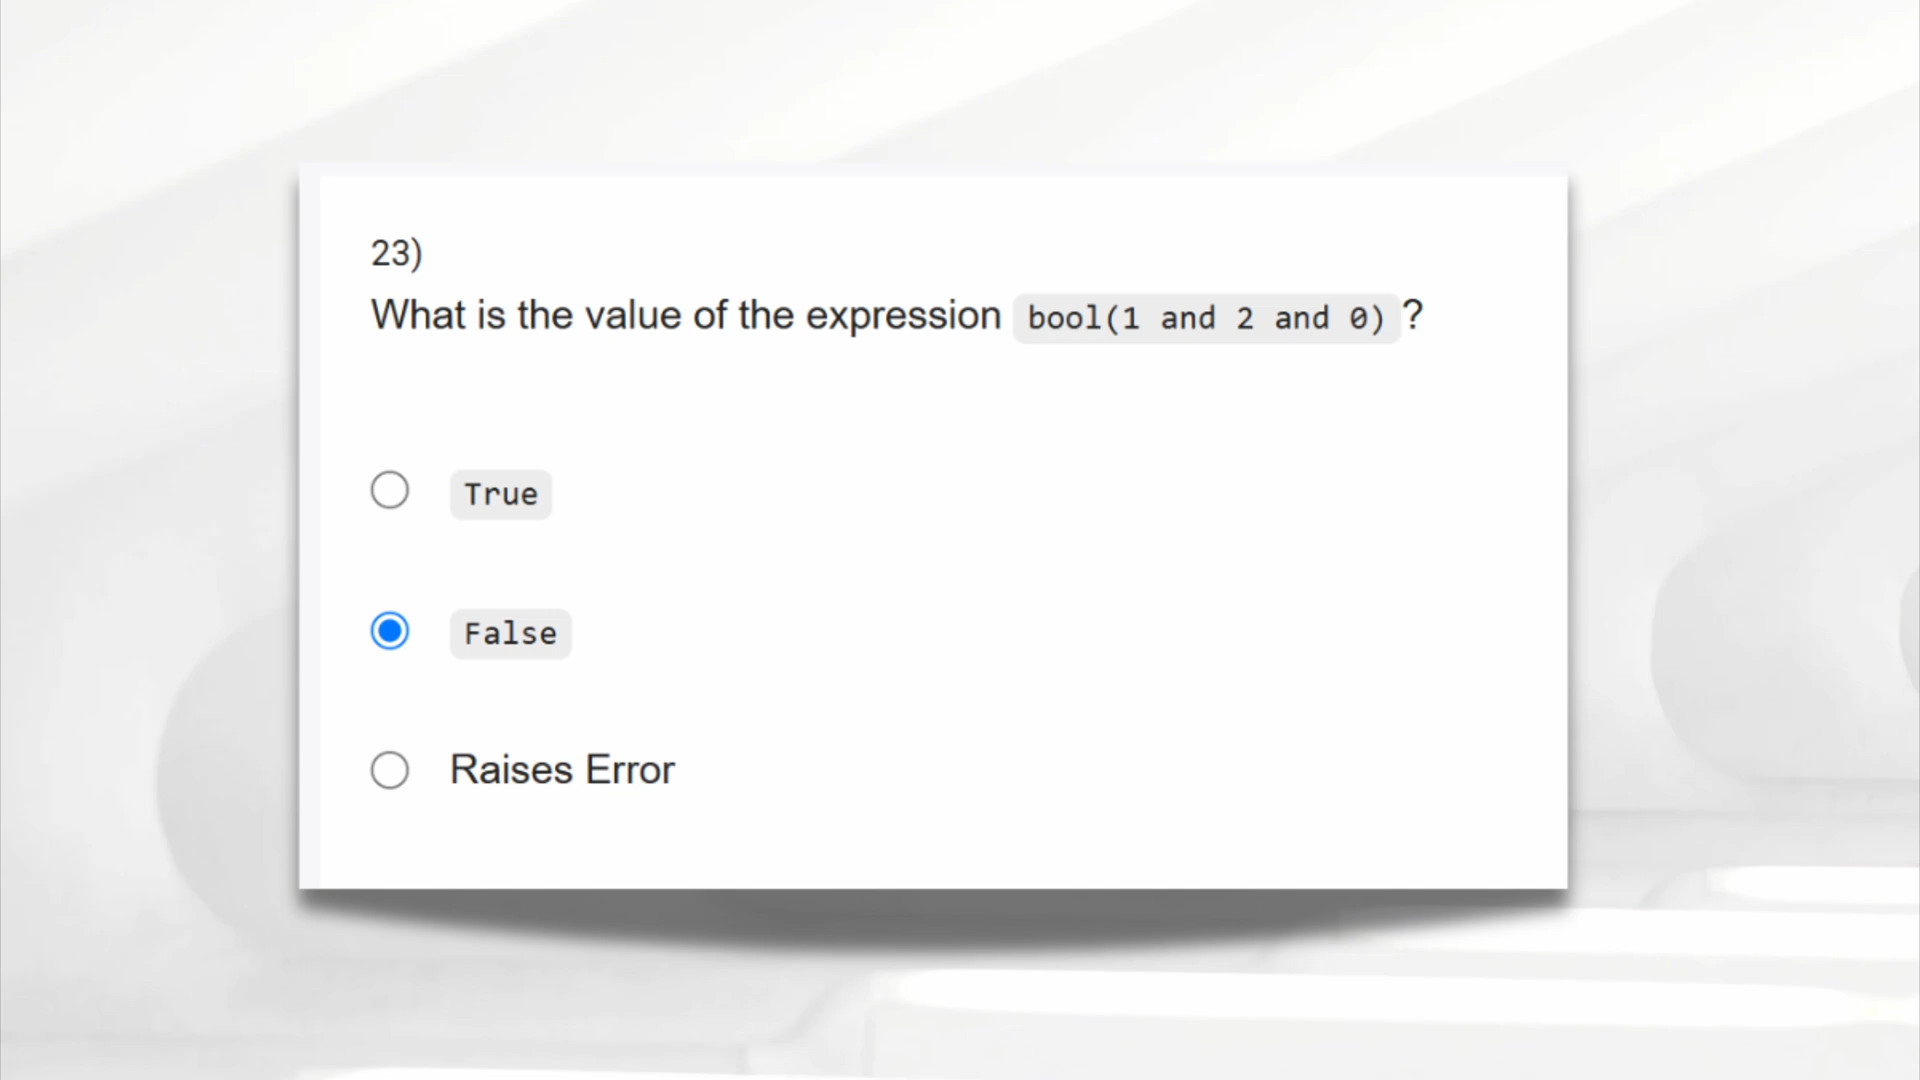 23)
What is the value of the expression bool(1 and 2 and 0)?
True
False
Raises Error